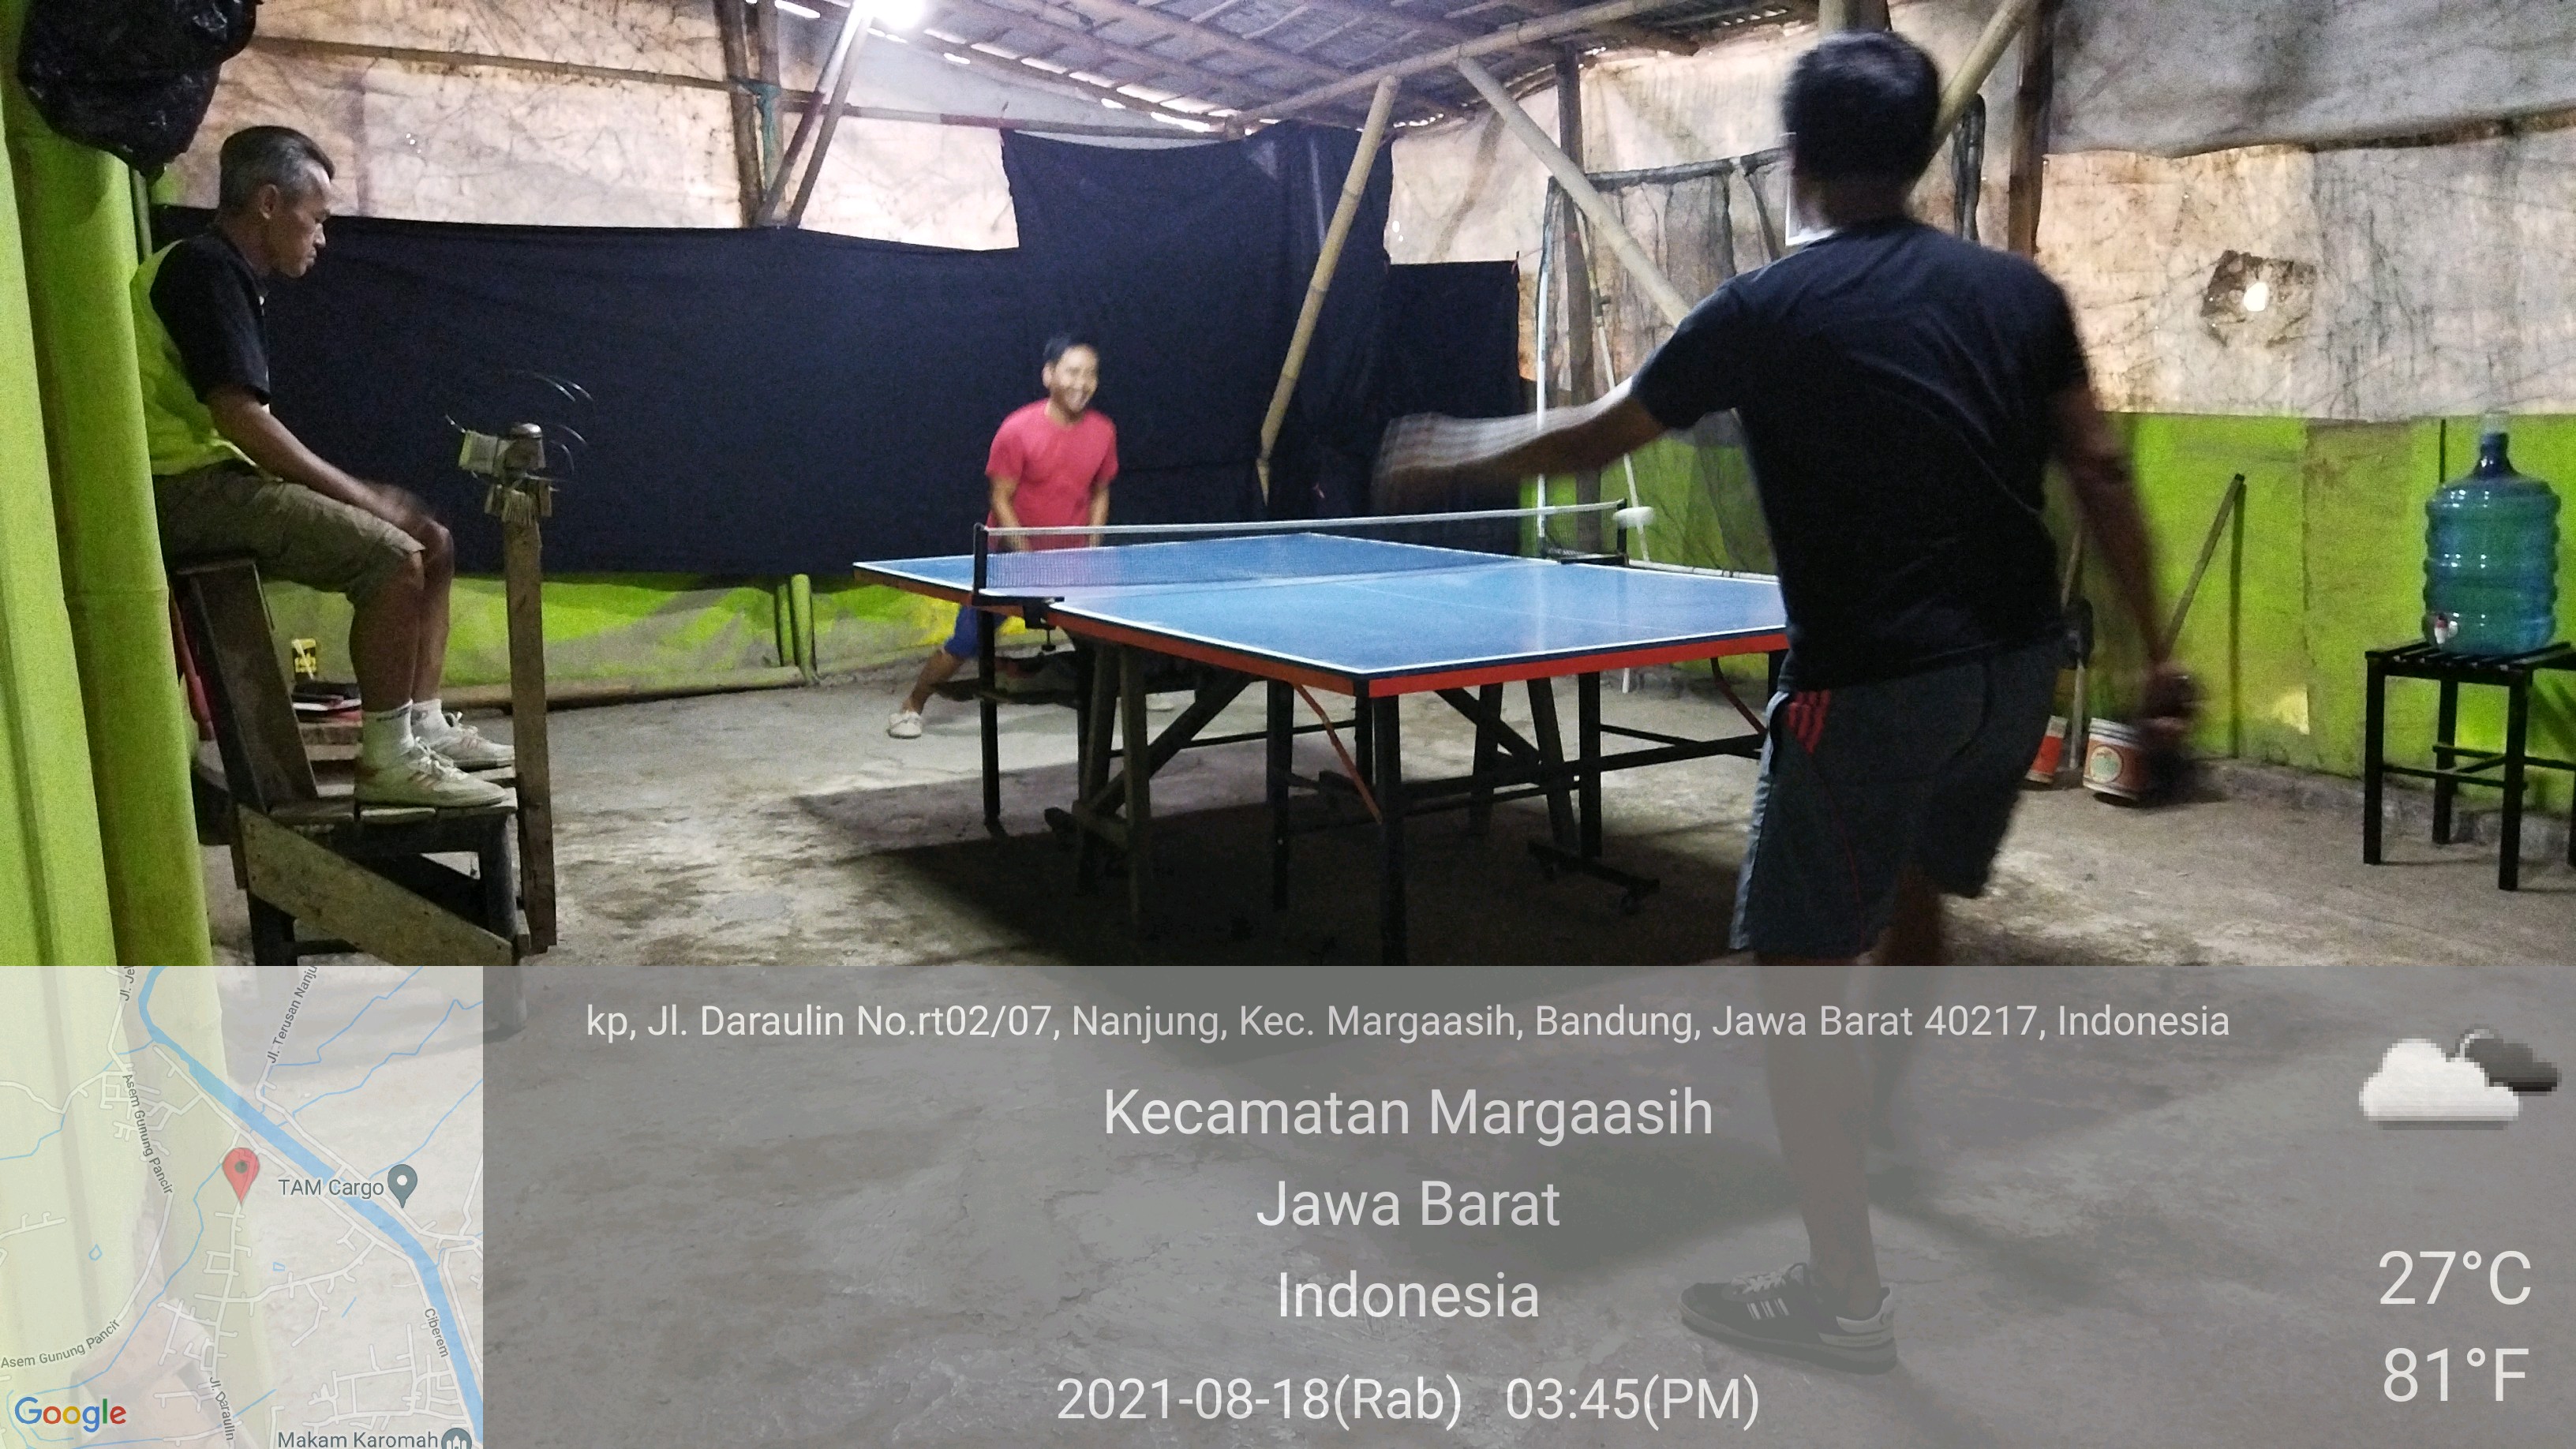 kp, Jl. Daraulin No.rt02/07, Nanjung, Kec. Margaasih, Bandung, Jawa Barat 40217, Indonesia
Kecamatan Margaasih
Jawa Barat
Indonesia
2021-08-18(Rab) 03:45(PM)
27°C
81°F
Jl. Je
Jl. Terusan Nanju
Asem Gunung Pancir
TAM Cargo
Ciberem
Asem Gunung Pancir
Jl. Daraulin
Google
Makam Karomah